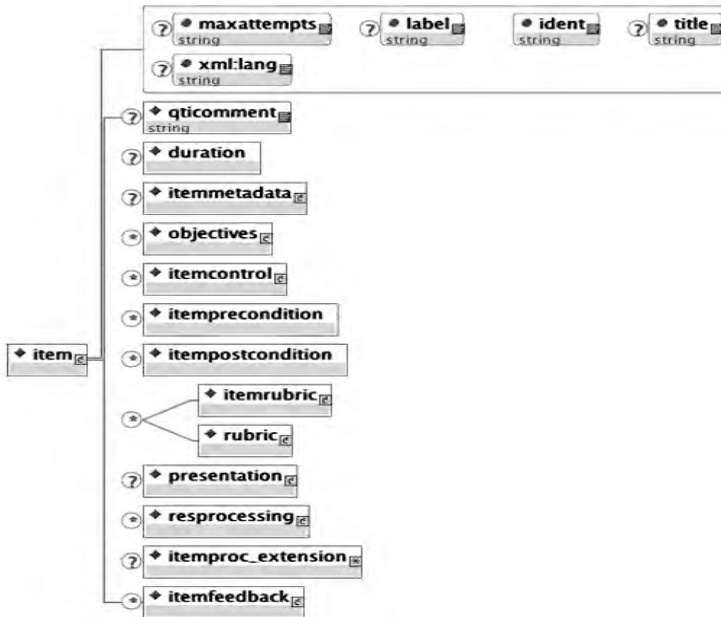 ? maxattempts ? label ident ? title
string string string string
? xml:lang
string
? qticomment
string
? duration
? itemmetadata
* objectives
* itemcontrol
* itemprecondition
item * itempostcondition
* itemrubric
rubric
? presentation
* resprocessing
? itemproc_extension
* itemfeedback